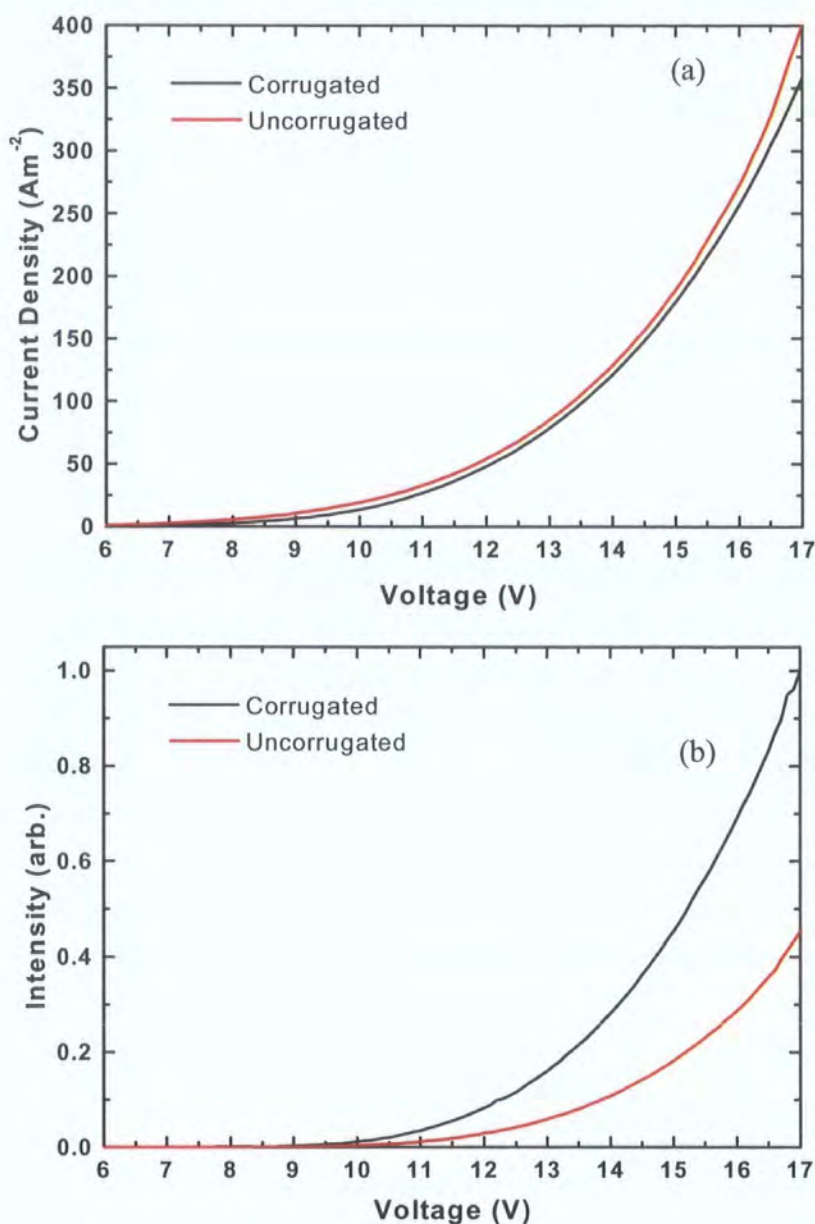 400
350
300
250
200
150
100
50
0
Current Density (Am-2)
Corrugated
Uncorrugated
(a)
6 7 8 9 10 11 12 13 14 15 16 17
Voltage (V)
1.0
0.8
0.6
0.4
0.2
0.0
Intensity (arb.)
Corrugated
Uncorrugated
(b)
6 7 8 9 10 11 12 13 14 15 16 17
Voltage (V)